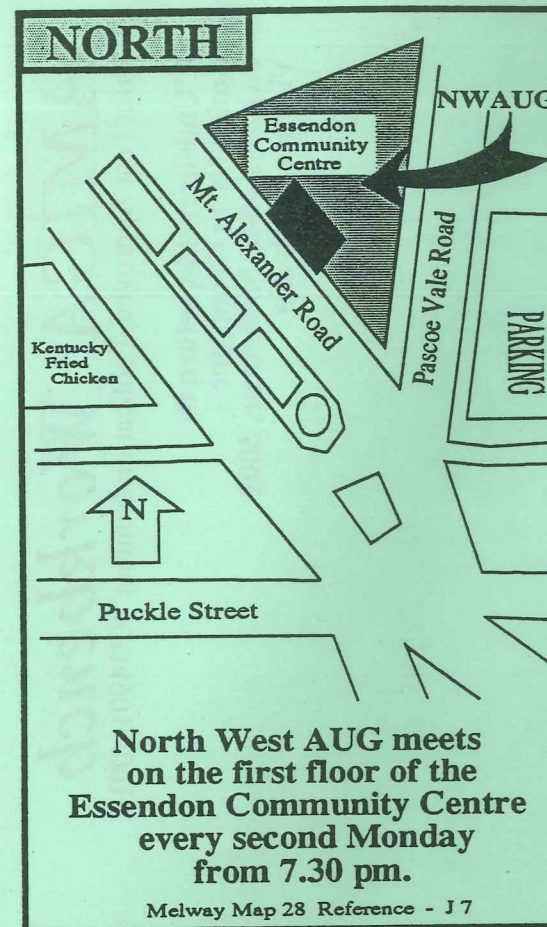 NORTH
NWAUG
Essendon
Community
Centre
Mt. Alexander Road
Pascoe Vale Road
PARKING
Kentucky
Fried
Chicken
N
Puckle Street
North West AUG meets
on the first floor of the
Essendon Community Centre
every second Monday
from 7.30 pm.
Melway Map 28 Reference - J 7